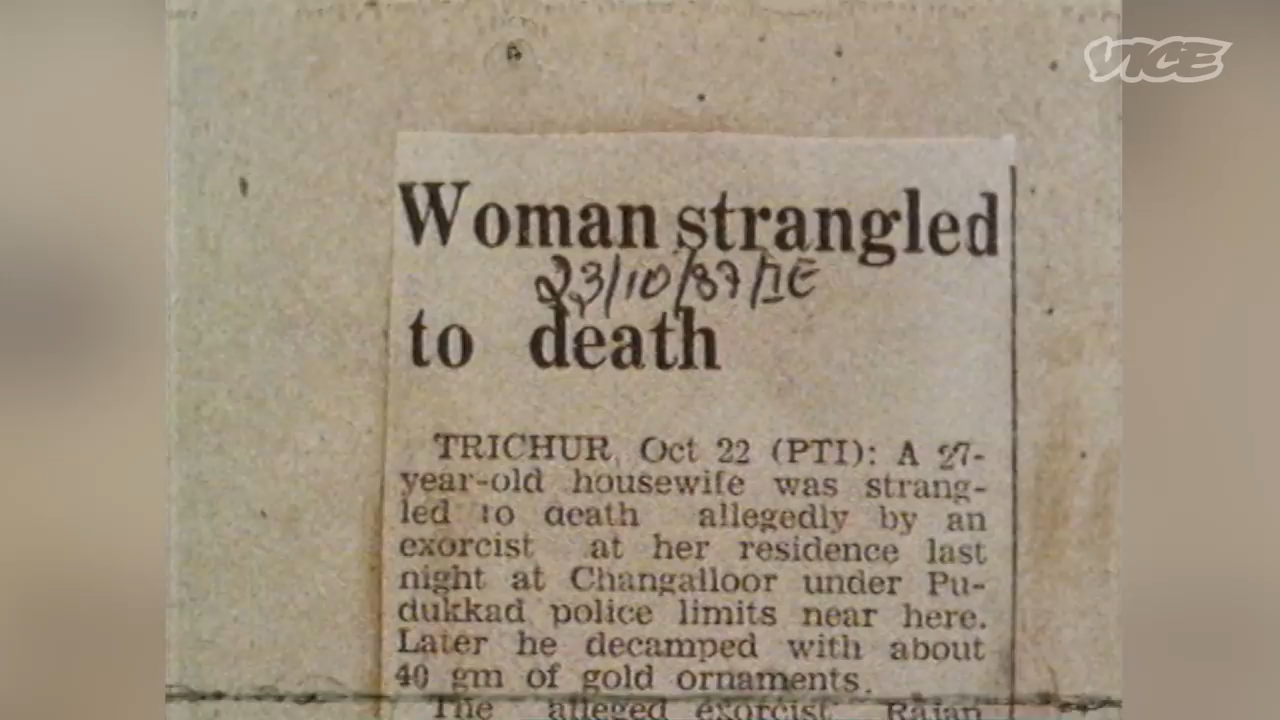 VICE
Woman strangled
23/10/87/IE
to death
TRICHUR, Oct 22 (PTI): A 27-
year-old housewife was strang-
led to death allegedly by an
exorcist at her residence last
night at Changalloor under Pu-
dukkad police limits near here.
Later he decamped with about
40 gm of gold ornaments.
The alleged exorcist Rajan